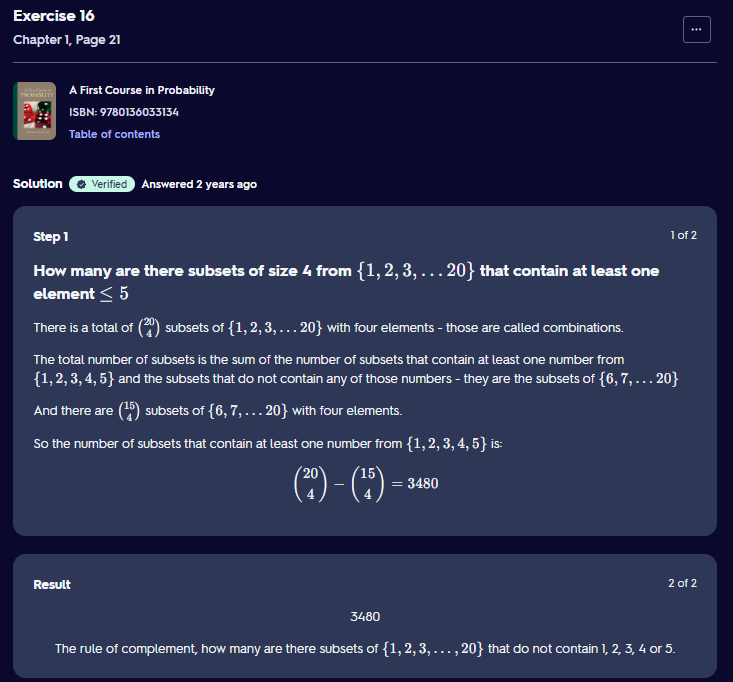 Exercise 16
Chapter 1, Page 21
...
A First Course in Probability
ISBN: 9780136033134
Table of contents
Solution Verified Answered 2 years ago
Step 1 1 of 2
How many are there subsets of size 4 from {1, 2, 3, . . . 20} that contain at least one
element ≤ 5
There is a total of (20 4) subsets of {1, 2, 3, . . . 20} with four elements - those are called combinations.
The total number of subsets is the sum of the number of subsets that contain at least one number from
{1, 2, 3, 4, 5} and the subsets that do not contain any of those numbers - they are the subsets of {6, 7, . . . 20}
And there are (15 4) subsets of {6, 7, . . . 20} with four elements.
So the number of subsets that contain at least one number from {1, 2, 3, 4, 5} is:
(20 4) − (15 4) = 3480
Result 2 of 2
3480
The rule of complement, how many are there subsets of {1, 2, 3, . . . , 20} that do not contain 1, 2, 3, 4 or 5.